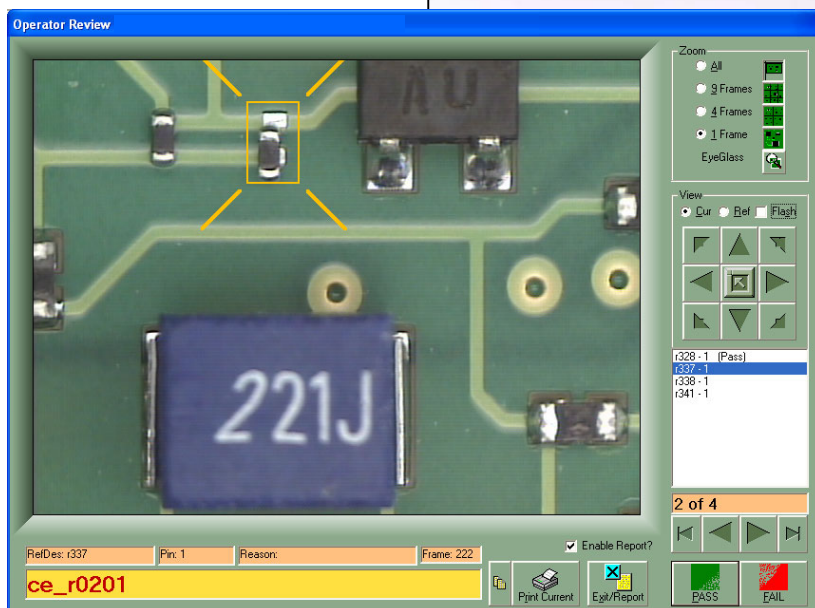 Operator Review
AU
221J
Zoom
All
9 Frames
4 Frames
1 Frame
EyeGlass
View
Cur
Ref
Flash
r328 - 1 (Pass)
r337 - 1
r338 - 1
r341 - 1
2 of 4
RefDes: r337
Pin: 1
Reason:
Frame: 222
Enable Report?
ce_r0201
Print Current
Exit/Report
PASS
FAIL